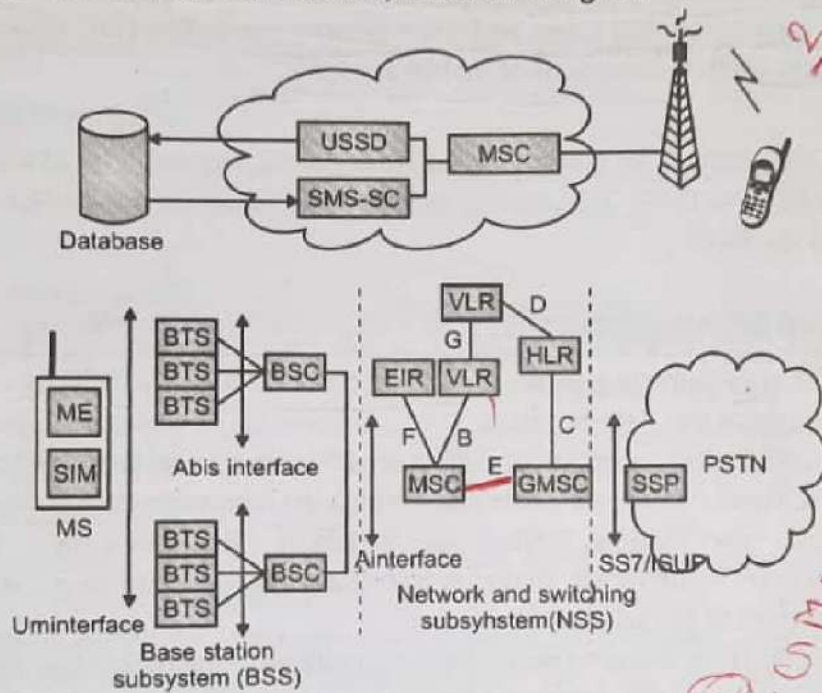 USSD
MSC
SMS-SC
Database
VLR
D
BTS
G
HLR
BTS
BSC
EIR
VLR
ME
BTS
F
B
C
PSTN
SIM
Abis interface
E
MSC
GMSC
SSP
MS
BTS
BTS
BSC
Ainterface
SS7/ISUP
BTS
Network and switching
subsyhstem(NSS)
Uminterface
Base station
subsystem (BSS)